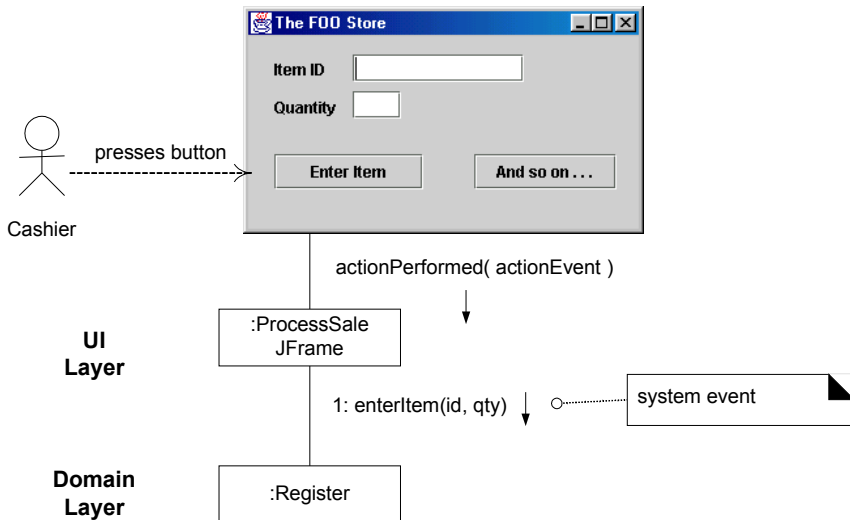 The FOO Store
Item ID
Quantity
presses button
Enter Item
And so on . . .
Cashier
actionPerformed( actionEvent )
:ProcessSale
JFrame
UI
Layer
1: enterItem(id, qty)
system event
Domain
Layer
:Register